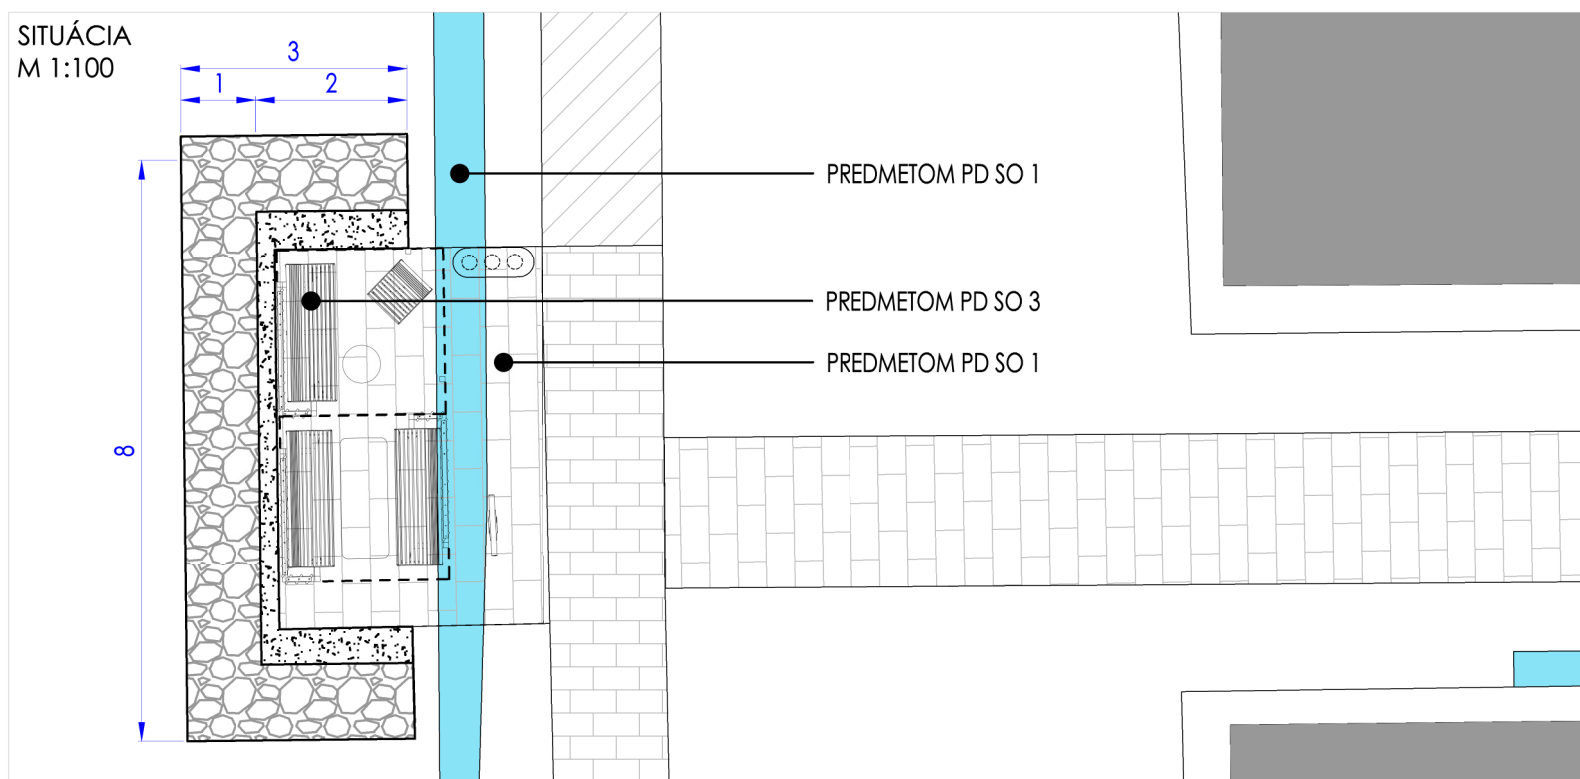 SITUÁCIA
M 1:100
3
1
2
8
PREDMETOM PD SO 1
PREDMETOM PD SO 3
PREDMETOM PD SO 1